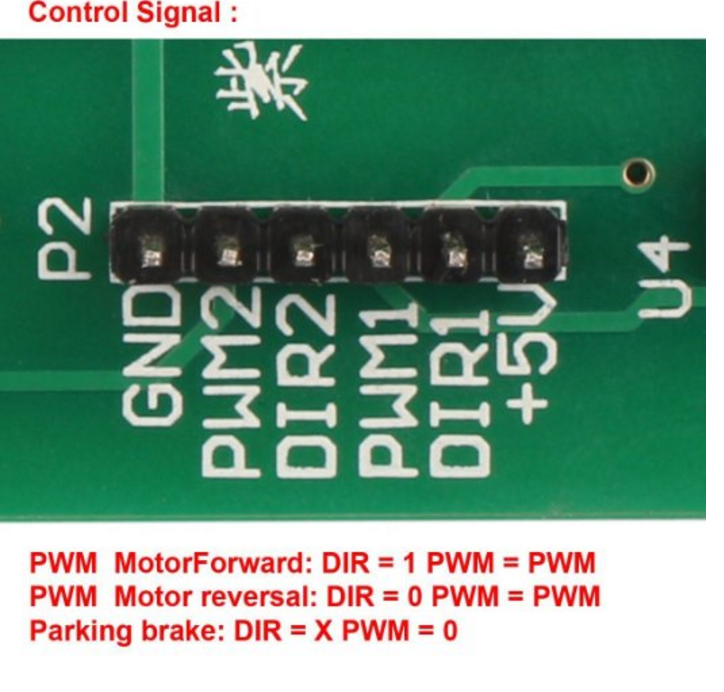 Control Signal :
P2
GND
PWM2
DIR2
PWM1
DIR1
+5V
U4
PWM  MotorForward: DIR = 1 PWM = PWM
PWM  Motor reversal: DIR = 0 PWM = PWM
Parking brake: DIR = X PWM = 0